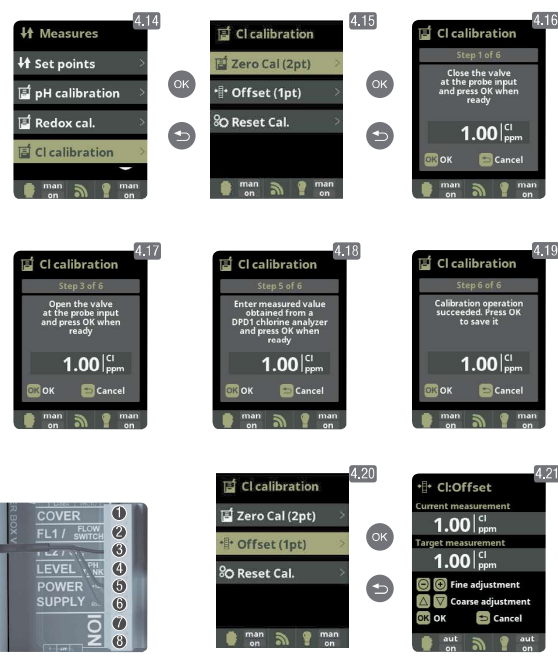 4.14
Measures
Set points
pH calibration
Redox cal.
Cl calibration
man on
man on
OK
4.15
Cl calibration
Zero Cal (2pt)
Offset (1pt)
Reset Cal.
man on
man on
OK
4.16
Cl calibration
Step 1 of 6
Close the valve
at the probe input
and press OK when
ready
1.00 Cl ppm
OK OK Cancel
man on
man on
4.17
Cl calibration
Step 3 of 6
Open the valve
at the probe input
and press OK when
ready
1.00 Cl ppm
OK OK Cancel
man on
man on
4.18
Cl calibration
Step 5 of 6
Enter measured value
obtained from a
DPD1 chlorine analyzer
and press OK when
ready
1.00 Cl ppm
OK OK Cancel
man on
man on
4.19
Cl calibration
Step 6 of 6
Calibration operation
succeeded. Press OK
to save it
1.00 Cl ppm
OK OK Cancel
man on
man on
COVER 1
FL1 / FLOW SWITCH 2
FL2 / 3
LEVEL PH 4
POWER 5
SUPPLY 6
ION 7
8
4.20
Cl calibration
Zero Cal (2pt)
Offset (1pt)
Reset Cal.
man on
man on
OK
4.21
Cl:Offset
Current measurement
1.00 Cl ppm
Target measurement
1.00 Cl ppm
Fine adjustment
Coarse adjustment
OK OK Cancel
aut on
aut on